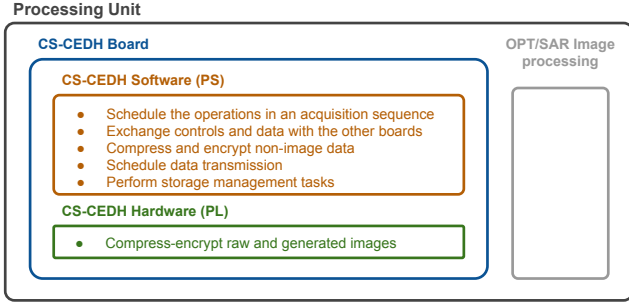 Processing Unit
CS-CEDH Board
OPT/SAR Image
processing
CS-CEDH Software (PS)
● Schedule the operations in an acquisition sequence
● Exchange controls and data with the other boards
● Compress and encrypt non-image data
● Schedule data transmission
● Perform storage management tasks
CS-CEDH Hardware (PL)
● Compress-encrypt raw and generated images